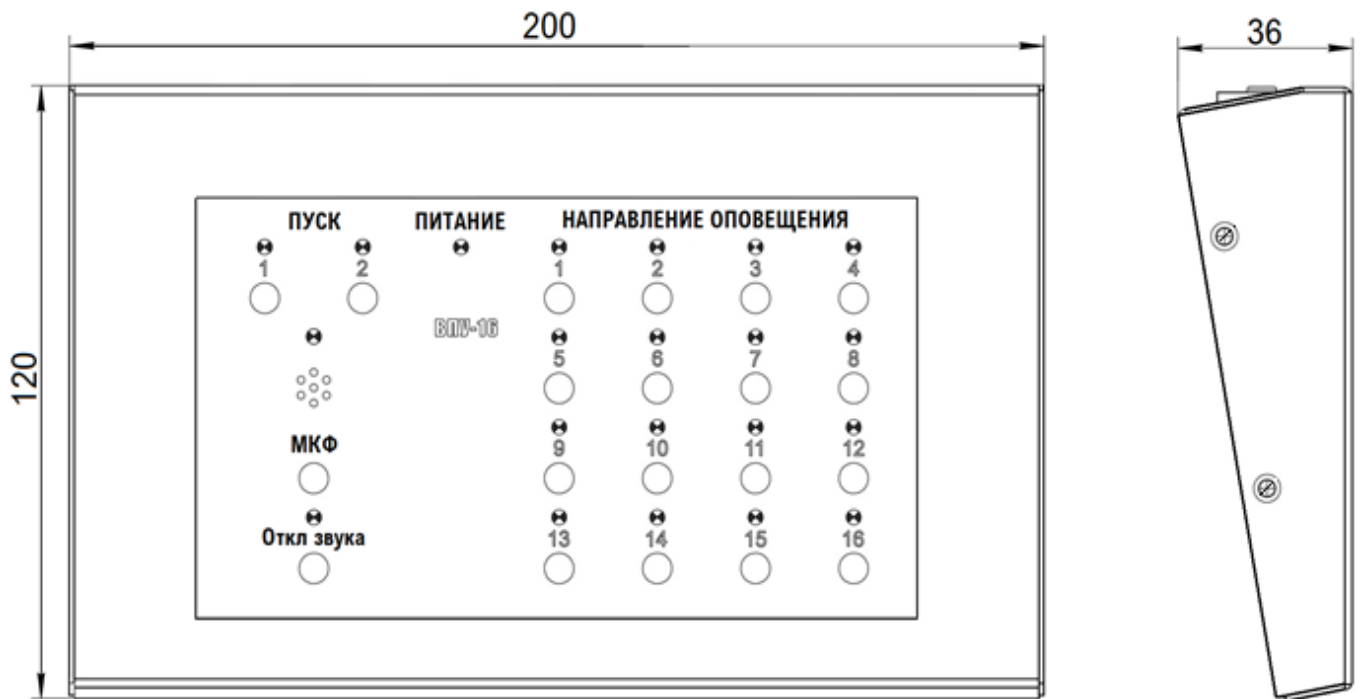 200
36
120
ПУСК ПИТАНИЕ НАПРАВЛЕНИЕ ОПОВЕЩЕНИЯ
1 2 1 2 3 4
ВПУ-16
5 6 7 8
МКФ 9 10 11 12
Откл звука 13 14 15 16